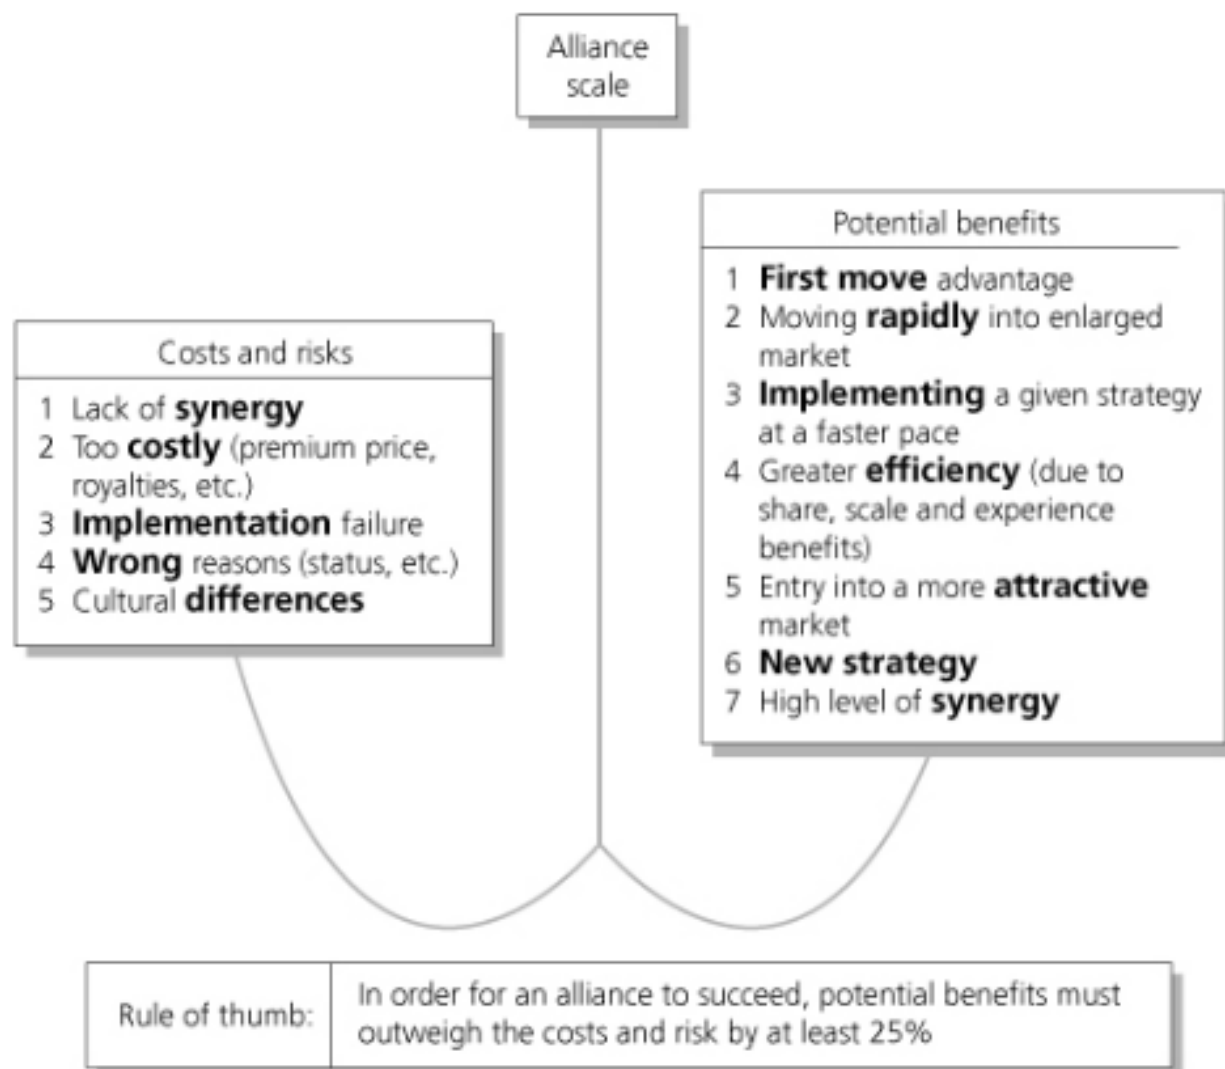 Alliance
scale
Costs and risks
1 Lack of synergy
2 Too costly (premium price,
royalties, etc.)
3 Implementation failure
4 Wrong reasons (status, etc.)
5 Cultural differences
Potential benefits
1 First move advantage
2 Moving rapidly into enlarged
market
3 Implementing a given strategy
at a faster pace
4 Greater efficiency (due to
share, scale and experience
benefits)
5 Entry into a more attractive
market
6 New strategy
7 High level of synergy
Rule of thumb:
In order for an alliance to succeed, potential benefits must
outweigh the costs and risk by at least 25%